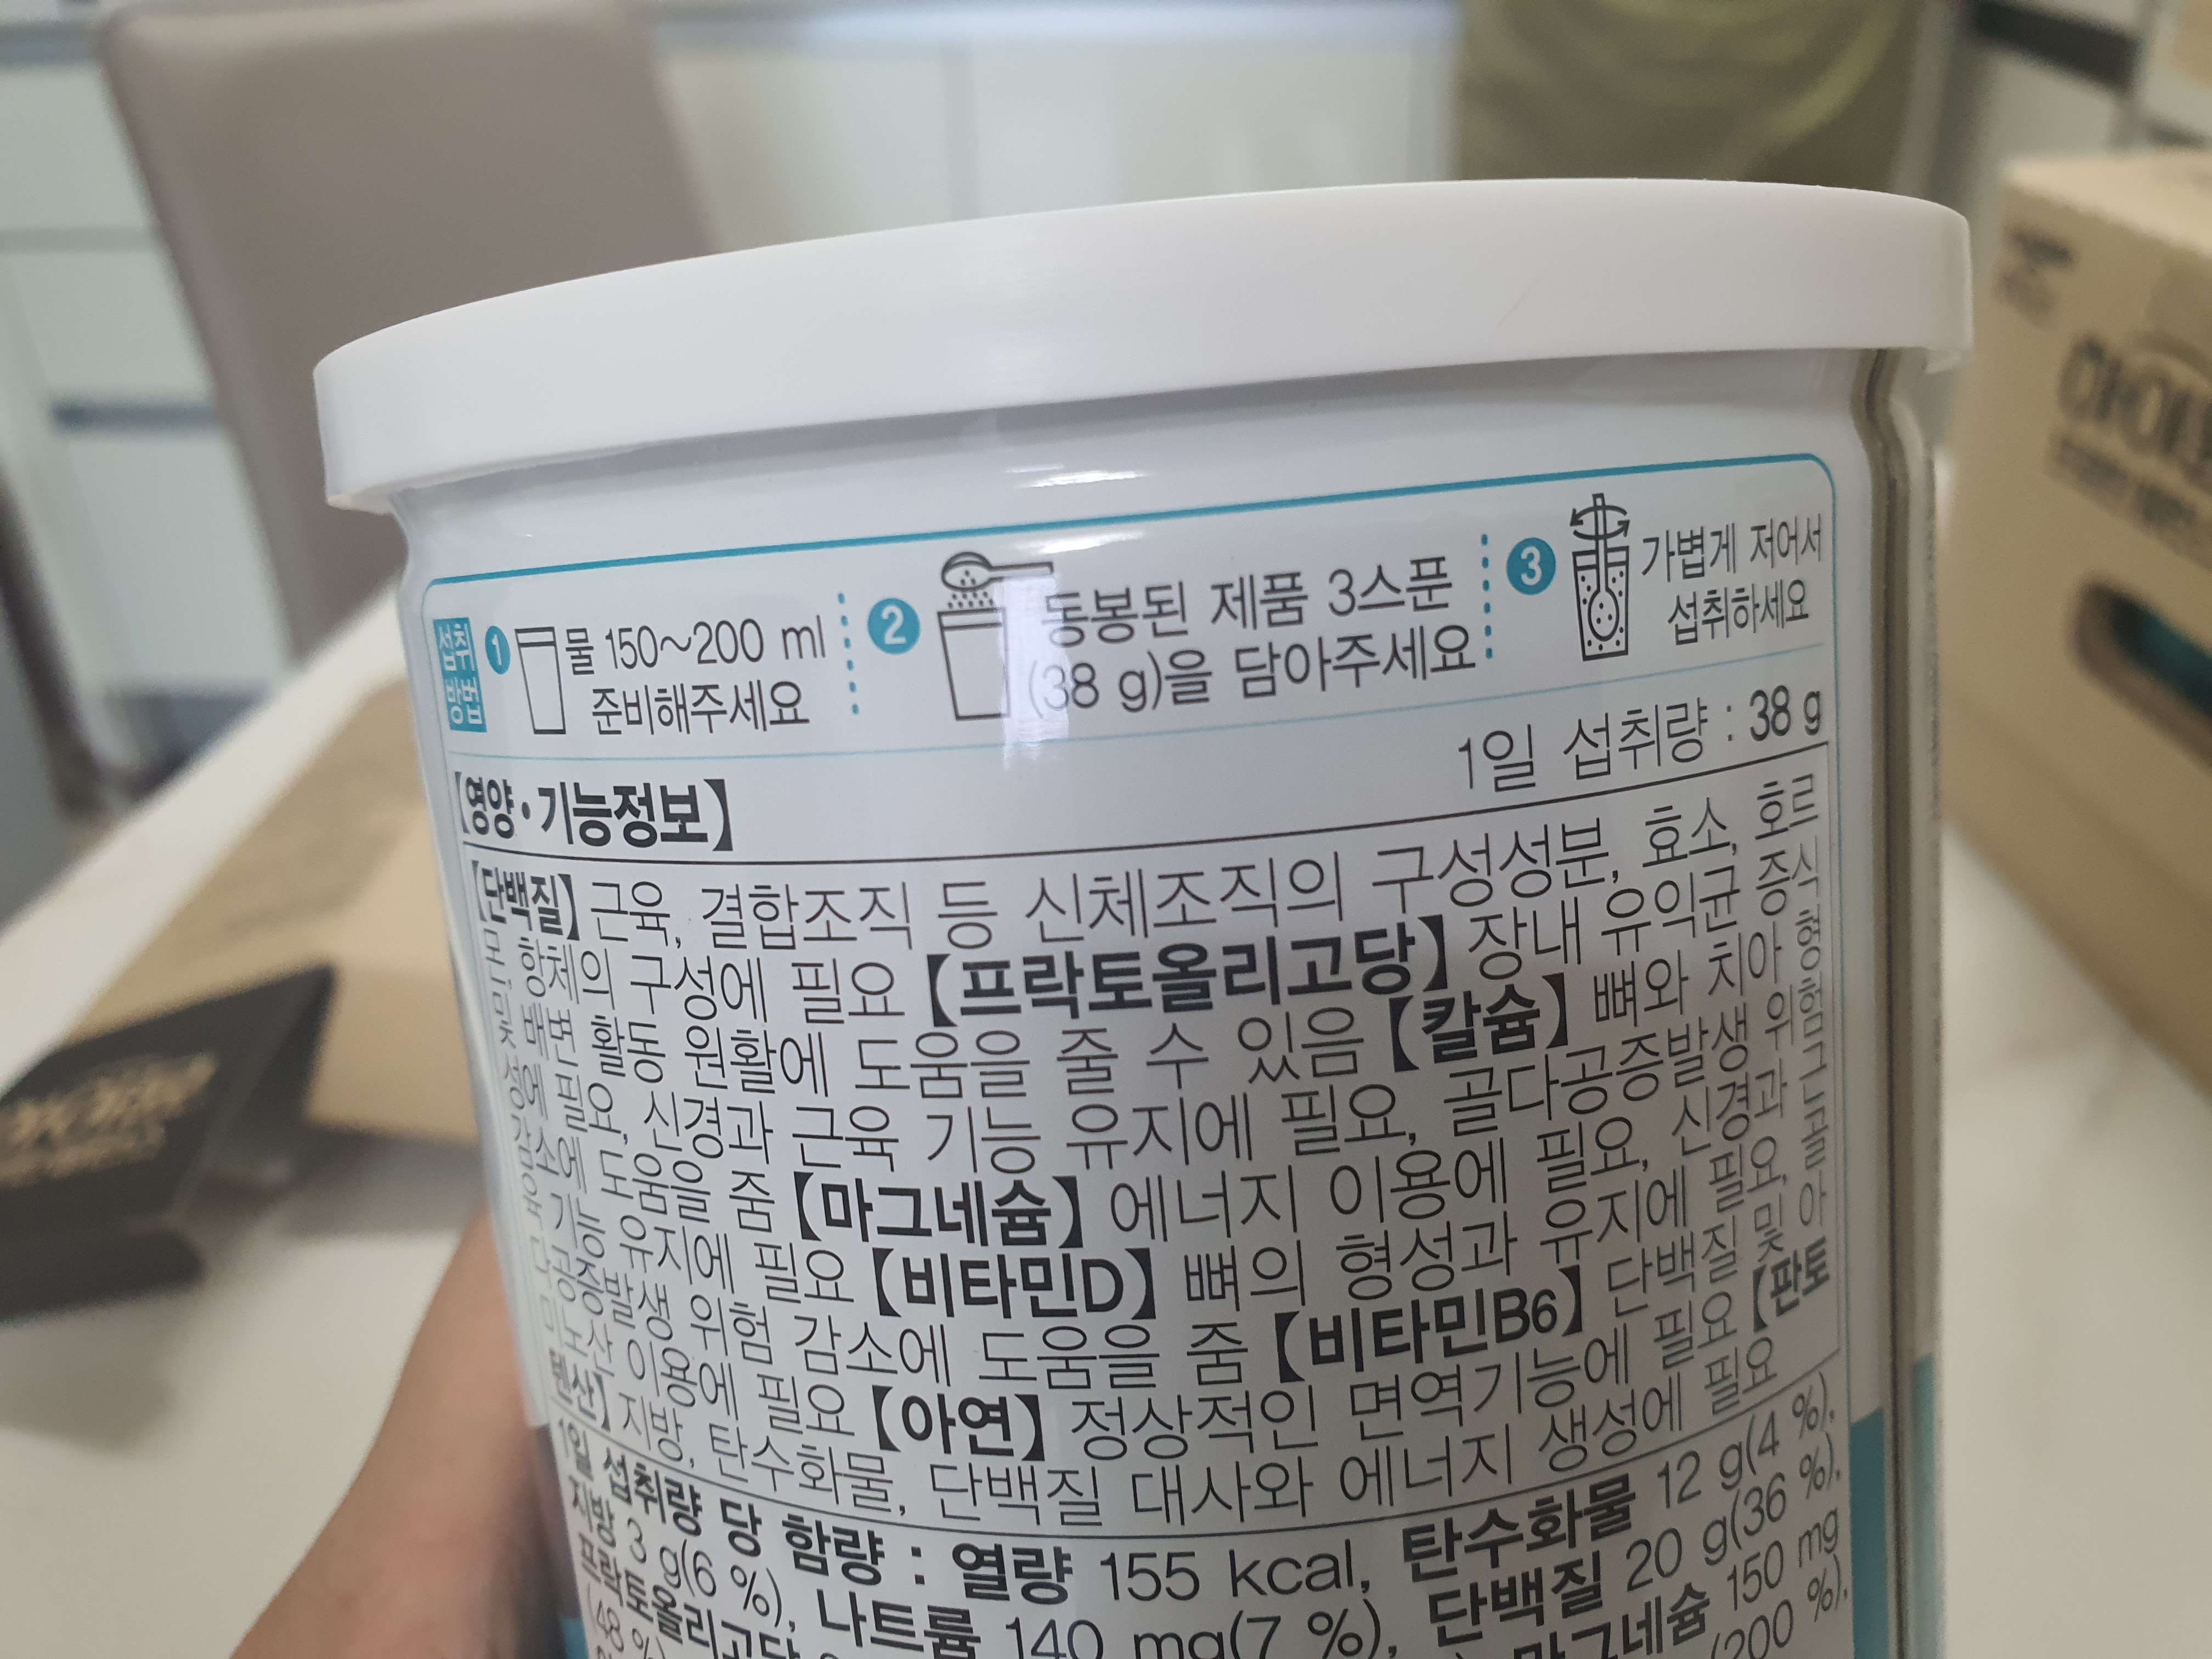 섭취
방법
1 물 150~200 ml
준비해주세요
2 동봉된 제품 3스푼
(38 g)을 담아주세요
3 가볍게 저어서
섭취하세요
1일 섭취량 : 38 g
【영양•기능정보】
【단백질】 근육, 결합조직 등 신체조직의 구성성분, 효소, 호르
몬, 항체의 구성에 필요 【프락토올리고당】 장내 유익균 증식
및 배변 활동 원활에 도움을 줄 수 있음 【칼슘】 뼈와 치아 형
성에 필요, 신경과 근육 기능 유지에 필요, 골다공증발생 위험
감소에 도움을 줌 【마그네슘】 에너지 이용에 필요, 신경과 근
육 기능 유지에 필요 【비타민D】 뼈의 형성과 유지에 필요, 골
다공증발생 위험 감소에 도움을 줌 【비타민B6】 단백질 및 아
미노산 이용에 필요 【아연】 정상적인 면역기능에 필요 【판토
텐산】 지방, 탄수화물, 단백질 대사와 에너지 생성에 필요
1일 섭취량 당 함량 : 열량 155 kcal, 탄수화물 12 g(4 %),
지방 3 g(6 %), 나트륨 140 mg(7 %), 단백질 20 g(36 %),
프락토올리고당 마그네슘 150 mg
(48 %) (200 %),